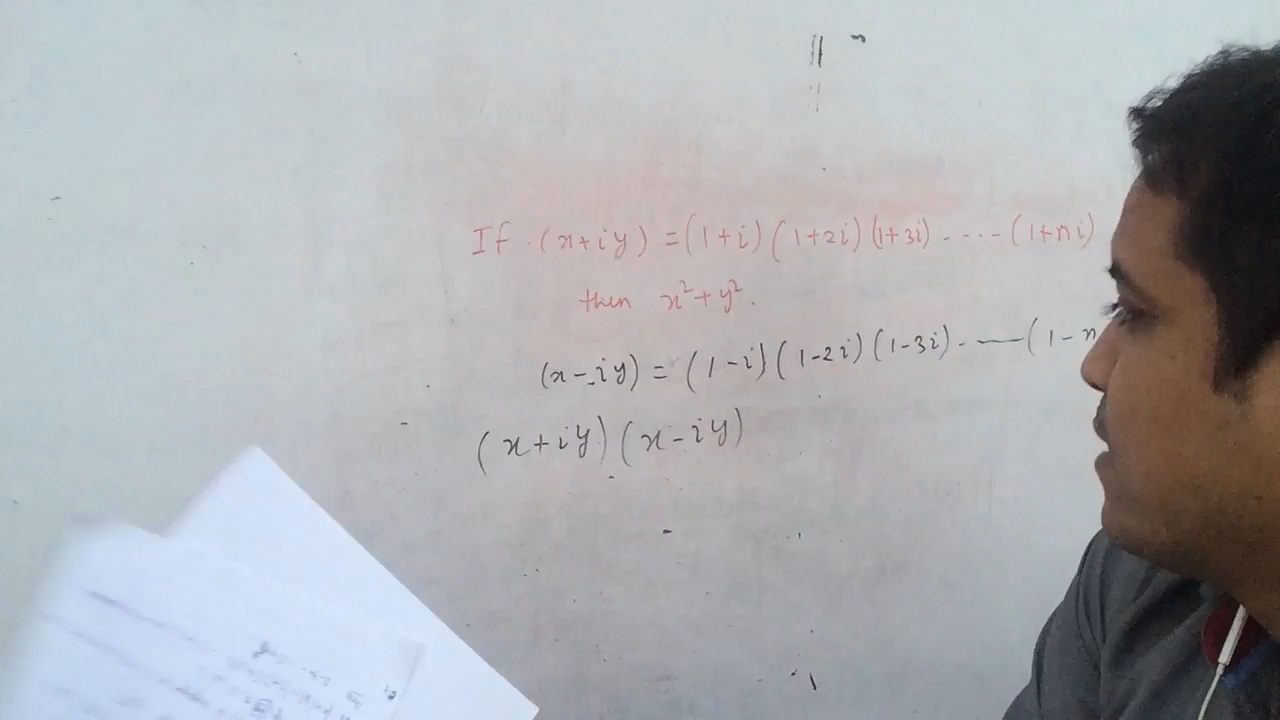 If (x+iy) = (1+i) (1+2i) (1+3i) ---- (1+ni)
then x²+y².
(x-iy) = (1-i) (1-2i) (1-3i) - — (1-n
(x+iy) (x-iy)